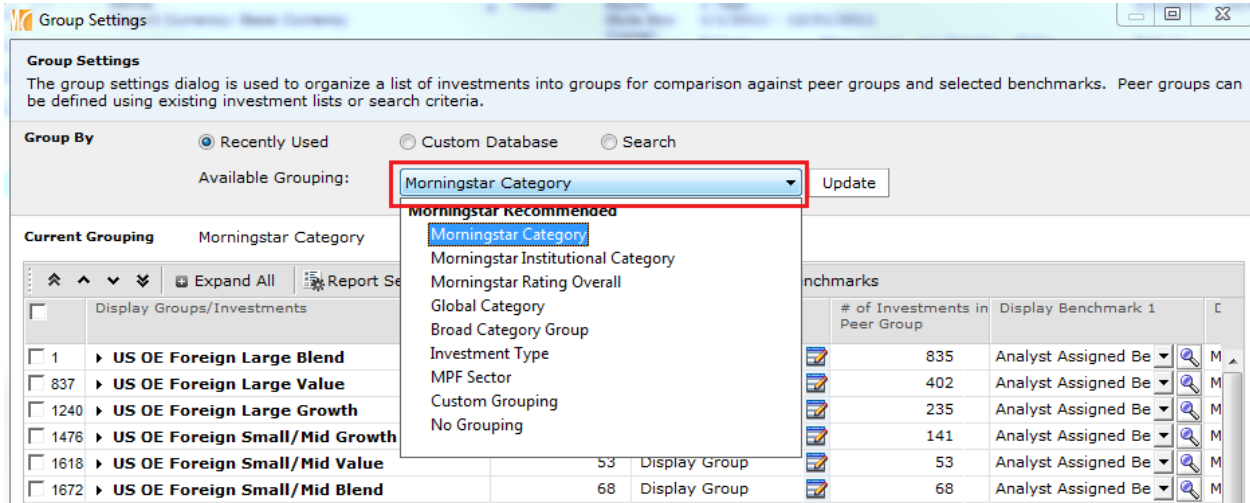 Group Settings
Group Settings
The group settings dialog is used to organize a list of investments into groups for comparison against peer groups and selected benchmarks. Peer groups can
be defined using existing investment lists or search criteria.
Group By Recently Used Custom Database Search
Available Grouping: Morningstar Category Update
Morningstar Recommended
Morningstar Category
Morningstar Institutional Category
Morningstar Rating Overall
Global Category
Broad Category Group
Investment Type
MPF Sector
Custom Grouping
No Grouping
Current Grouping Morningstar Category
Expand All Report Se nchmarks
Display Groups/Investments # of Investments in Display Benchmark 1 D
Peer Group
1 US OE Foreign Large Blend 835 Analyst Assigned Be M
837 US OE Foreign Large Value 402 Analyst Assigned Be M
1240 US OE Foreign Large Growth 235 Analyst Assigned Be M
1476 US OE Foreign Small/Mid Growth 141 Analyst Assigned Be M
1618 US OE Foreign Small/Mid Value 53 Display Group 53 Analyst Assigned Be M
1672 US OE Foreign Small/Mid Blend 68 Display Group 68 Analyst Assigned Be M